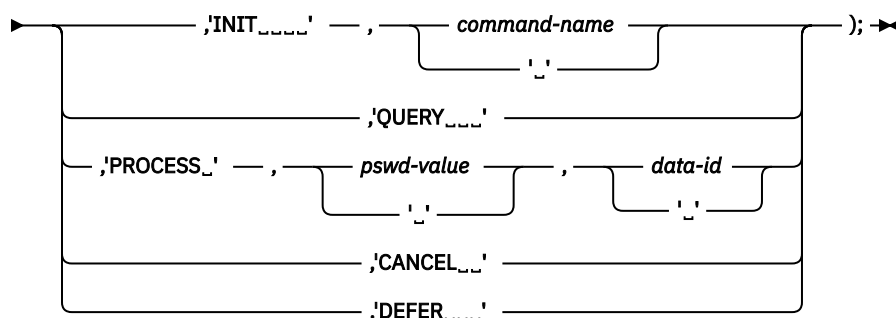 ,'INIT␣␣␣␣' , command-name );
'␣'
,'QUERY␣␣␣'
,'PROCESS␣' , pswd-value , data-id
'␣' '␣'
,'CANCEL␣␣'
,'DEFER␣␣␣'